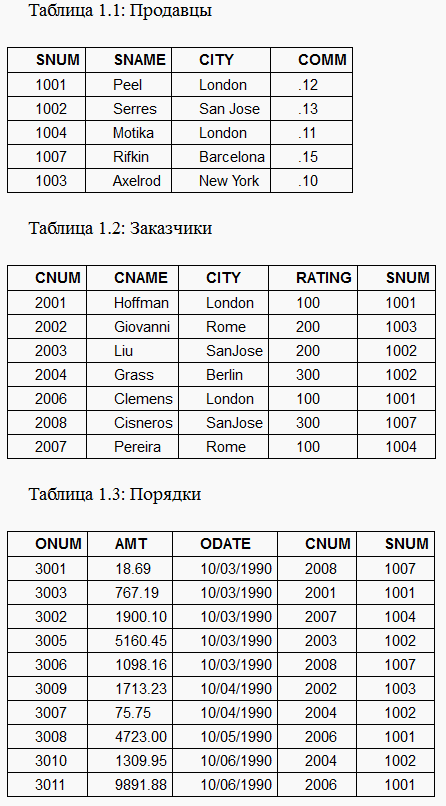 Таблица 1.1: Продавцы
SNUM SNAME CITY COMM
1001 Peel London .12
1002 Serres San Jose .13
1004 Motika London .11
1007 Rifkin Barcelona .15
1003 Axelrod New York .10
Таблица 1.2: Заказчики
CNUM CNAME CITY RATING SNUM
2001 Hoffman London 100 1001
2002 Giovanni Rome 200 1003
2003 Liu SanJose 200 1002
2004 Grass Berlin 300 1002
2006 Clemens London 100 1001
2008 Cisneros SanJose 300 1007
2007 Pereira Rome 100 1004
Таблица 1.3: Порядки
ONUM AMT ODATE CNUM SNUM
3001 18.69 10/03/1990 2008 1007
3003 767.19 10/03/1990 2001 1001
3002 1900.10 10/03/1990 2007 1004
3005 5160.45 10/03/1990 2003 1002
3006 1098.16 10/03/1990 2008 1007
3009 1713.23 10/04/1990 2002 1003
3007 75.75 10/04/1990 2004 1002
3008 4723.00 10/05/1990 2006 1001
3010 1309.95 10/06/1990 2004 1002
3011 9891.88 10/06/1990 2006 1001